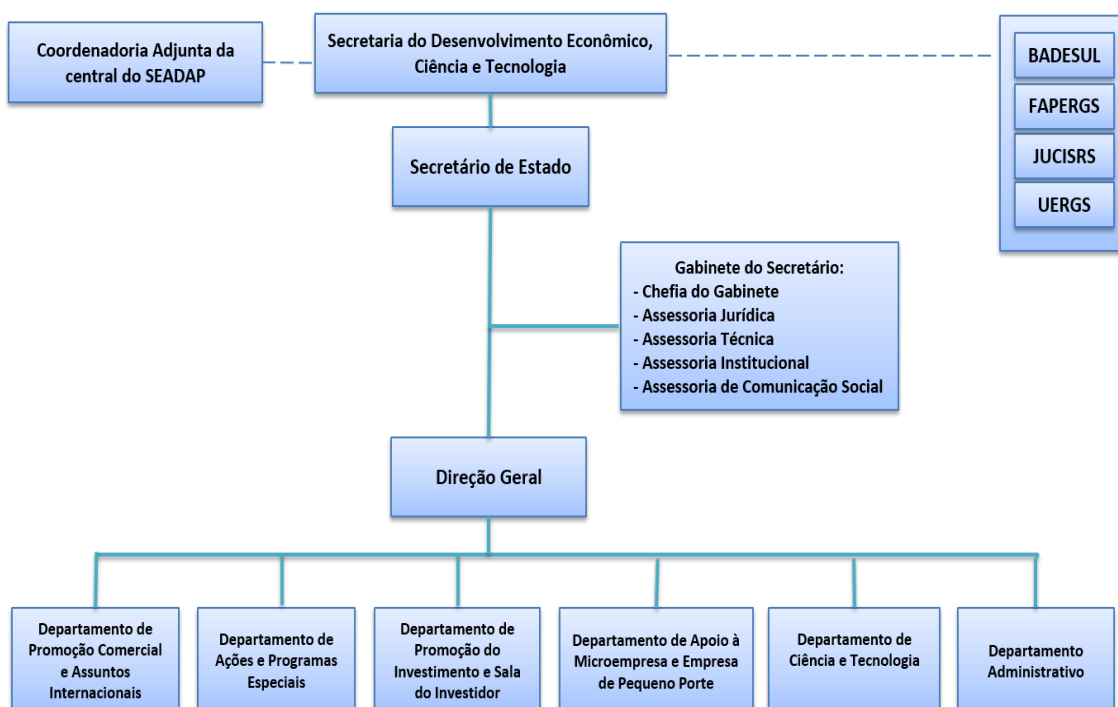 Coordenadoria Adjunta da
central do SEADAP
Secretaria do Desenvolvimento Econômico,
Ciência e Tecnologia
BADESUL
FAPERGS
JUCISRS
UERGS
Secretário de Estado
Gabinete do Secretário:
- Chefia do Gabinete
- Assessoria Jurídica
- Assessoria Técnica
- Assessoria Institucional
- Assessoria de Comunicação Social
Direção Geral
Departamento de
Promoção Comercial
e Assuntos
Internacionais
Departamento de
Ações e Programas
Especiais
Departamento de
Promoção do
Investimento e Sala
do Investidor
Departamento de Apoio à
Microempresa e Empresa
de Pequeno Porte
Departamento de
Ciência e Tecnologia
Departamento
Administrativo